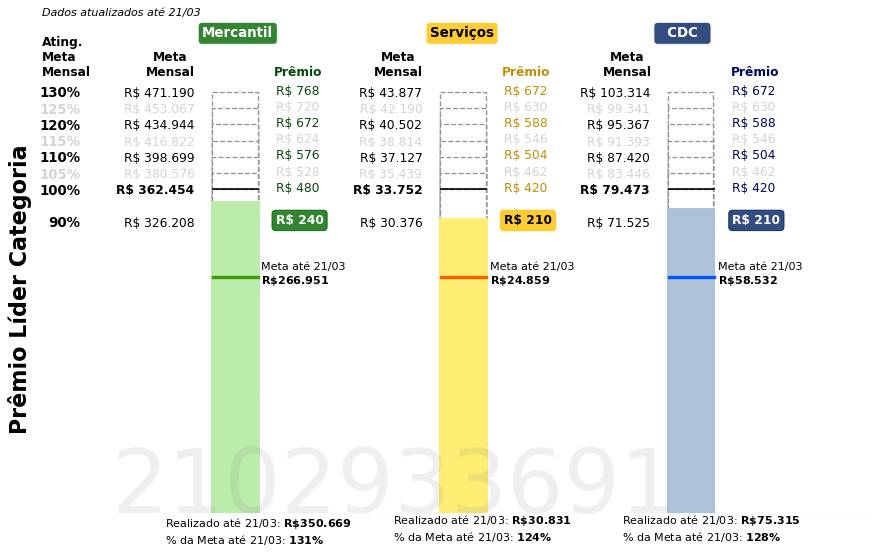 Dados atualizados até 21/03
Mercantil Serviços CDC
Ating. Meta Mensal
Meta Mensal Prêmio Meta Mensal Prêmio Meta Mensal Prêmio
130% R$ 471.190 R$ 768 R$ 43.877 R$ 672 R$ 103.314 R$ 672
125% R$ 453.067 R$ 720 R$ 42.190 R$ 630 R$ 99.341 R$ 630
120% R$ 434.944 R$ 672 R$ 40.502 R$ 588 R$ 95.367 R$ 588
115% R$ 416.822 R$ 624 R$ 38.814 R$ 546 R$ 91.393 R$ 546
110% R$ 398.699 R$ 576 R$ 37.127 R$ 504 R$ 87.420 R$ 504
105% R$ 380.576 R$ 528 R$ 35.439 R$ 462 R$ 83.446 R$ 462
100% R$ 362.454 R$ 480 R$ 33.752 R$ 420 R$ 79.473 R$ 420
90% R$ 326.208 R$ 240 R$ 30.376 R$ 210 R$ 71.525 R$ 210
Meta até 21/03 Meta até 21/03 Meta até 21/03
R$266.951 R$24.859 R$58.532
Prêmio Líder Categoria
2102933691
Realizado até 21/03: R$350.669 Realizado até 21/03: R$30.831 Realizado até 21/03: R$75.315
% da Meta até 21/03: 131% % da Meta até 21/03: 124% % da Meta até 21/03: 128%